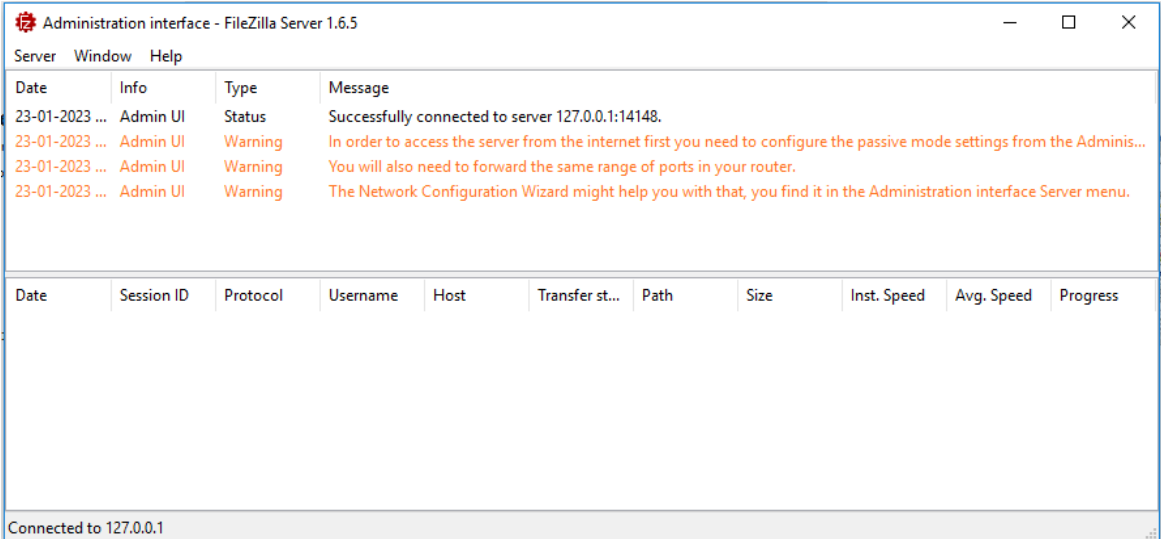 Administration interface - FileZilla Server 1.6.5
Server Window Help
Date Info Type Message
23-01-2023 ... Admin UI Status Successfully connected to server 127.0.0.1:14148.
23-01-2023 ... Admin UI Warning In order to access the server from the internet first you need to configure the passive mode settings from the Adminis...
23-01-2023 ... Admin UI Warning You will also need to forward the same range of ports in your router.
23-01-2023 ... Admin UI Warning The Network Configuration Wizard might help you with that, you find it in the Administration interface Server menu.
Date Session ID Protocol Username Host Transfer st... Path Size Inst. Speed Avg. Speed Progress
Connected to 127.0.0.1